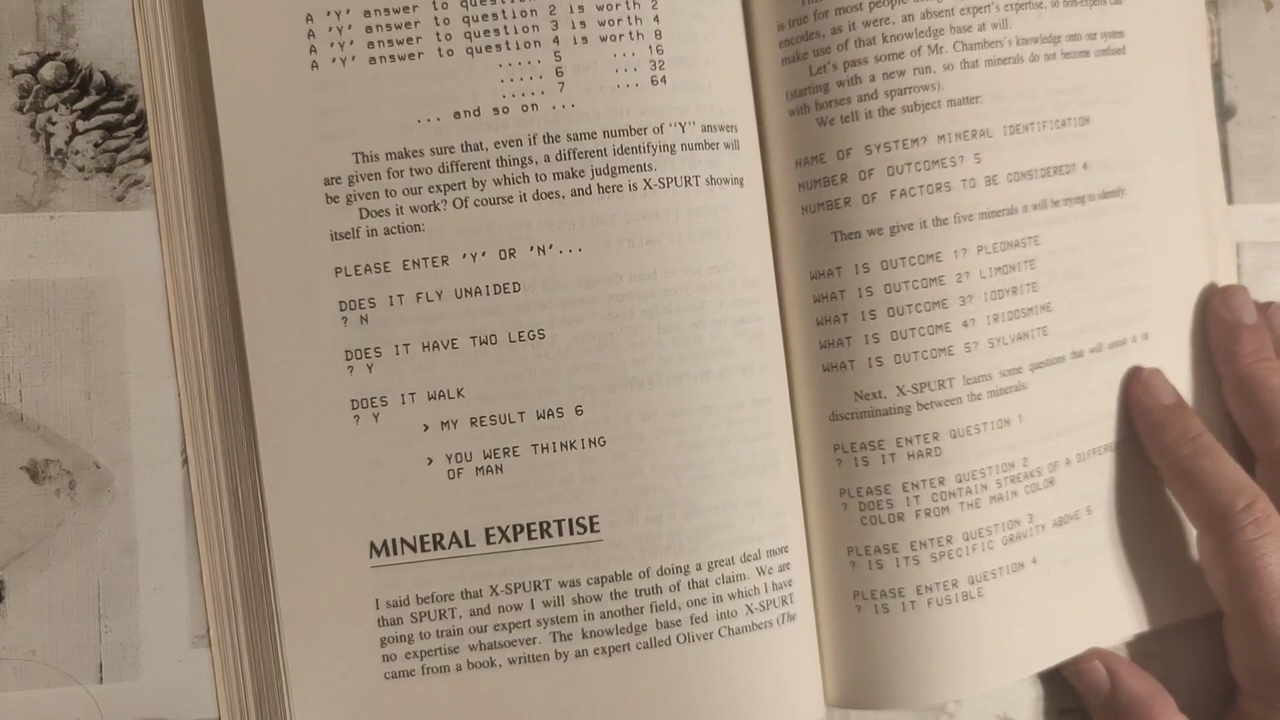 A 'Y' answer to
A 'Y' answer to question 2 is worth 2
A 'Y' answer to question 3 is worth 4
A 'Y' answer to question 4 is worth 8
..... 5 ... 16
..... 6 ... 32
..... 7 ... 64
... and so on ...
This makes sure that, even if the same number of "Y" answers
are given for two different things, a different identifying number will
be given to our expert by which to make judgments.
Does it work? Of course it does, and here is X-SPURT showing
itself in action:
PLEASE ENTER 'Y' OR 'N'...
DOES IT FLY UNAIDED
? N
DOES IT HAVE TWO LEGS
? Y
DOES IT WALK
? Y
> MY RESULT WAS 6
> YOU WERE THINKING
OF MAN
MINERAL EXPERTISE
I said before that X-SPURT was capable of doing a great deal more
than SPURT, and now I will show the truth of that claim. We are
going to train our expert system in another field, one in which I have
no expertise whatsoever. The knowledge base fed into X-SPURT
came from a book, written by an expert called Oliver Chambers (The
is true for most people
encodes, as it were, an absent expert's expertise, so non-experts can
make use of that knowledge base at will.
Let's pass some of Mr. Chambers's knowledge onto our system
(starting with a new run, so that minerals do not become confused
with horses and sparrows).
We tell it the subject matter:
NAME OF SYSTEM? MINERAL IDENTIFICATION
NUMBER OF OUTCOMES? 5
NUMBER OF FACTORS TO BE CONSIDERED? 4
Then we give it the five minerals it will be trying to identify.
WHAT IS OUTCOME 1? PLEONASTE
WHAT IS OUTCOME 2? LIMONITE
WHAT IS OUTCOME 3? IODYRITE
WHAT IS OUTCOME 4? IRIDOSMINE
WHAT IS OUTCOME 5? SYLVANITE
Next, X-SPURT learns some questions that will assist it in
discriminating between the minerals:
PLEASE ENTER QUESTION 1
? IS IT HARD
PLEASE ENTER QUESTION 2
? DOES IT CONTAIN STREAKS OF A
COLOR FROM THE MAIN COLOR
PLEASE ENTER QUESTION 3
? IS ITS SPECIFIC GRAVITY ABOVE 5
PLEASE ENTER QUESTION 4
? IS IT FUSIBLE